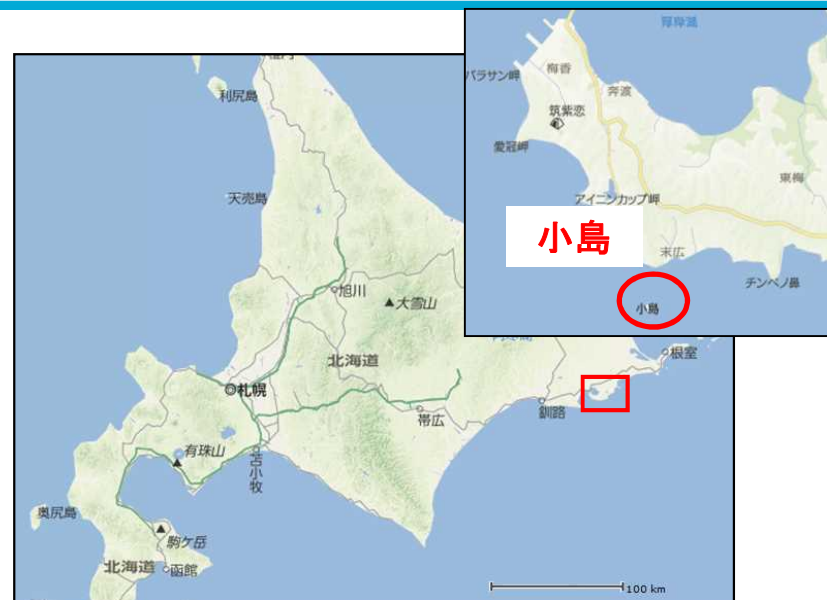 厚岸湖
バラサン岬
梅香
奔渡
筑紫恋
愛冠岬
東梅
アイニンカップ岬
小島
末広
チンベノ鼻
小島
利尻島
天売島
旭川
大雪山
北海道
根室
札幌
帯広
釧路
有珠山
苫小牧
奥尻島
駒ケ岳
北海道
函館
100 km